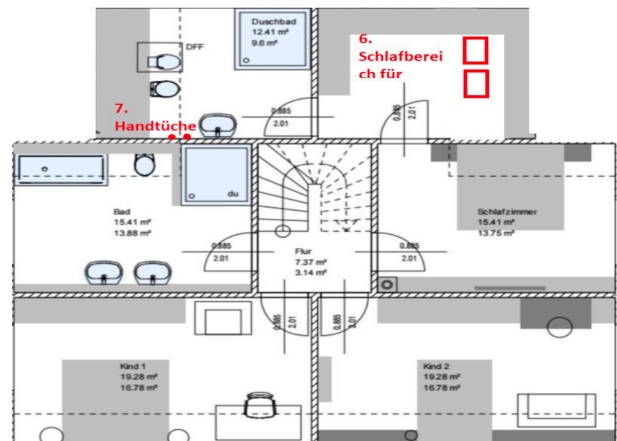 Duschbad
12.41 m²
9.6 m²
DFF
6.
Schlafberei
ch für
7.
Handtüche
0.885
2.01
0.885
2.01
du
Bad
15.41 m²
13.88 m²
0.885
2.01
Flur
7.37 m²
3.14 m²
0.885
2.01
Schlafzimmer
15.41 m²
13.75 m²
0.885
2.01
0.885
2.01
Kind 1
19.28 m²
16.78 m²
Kind 2
19.28 m²
16.78 m²